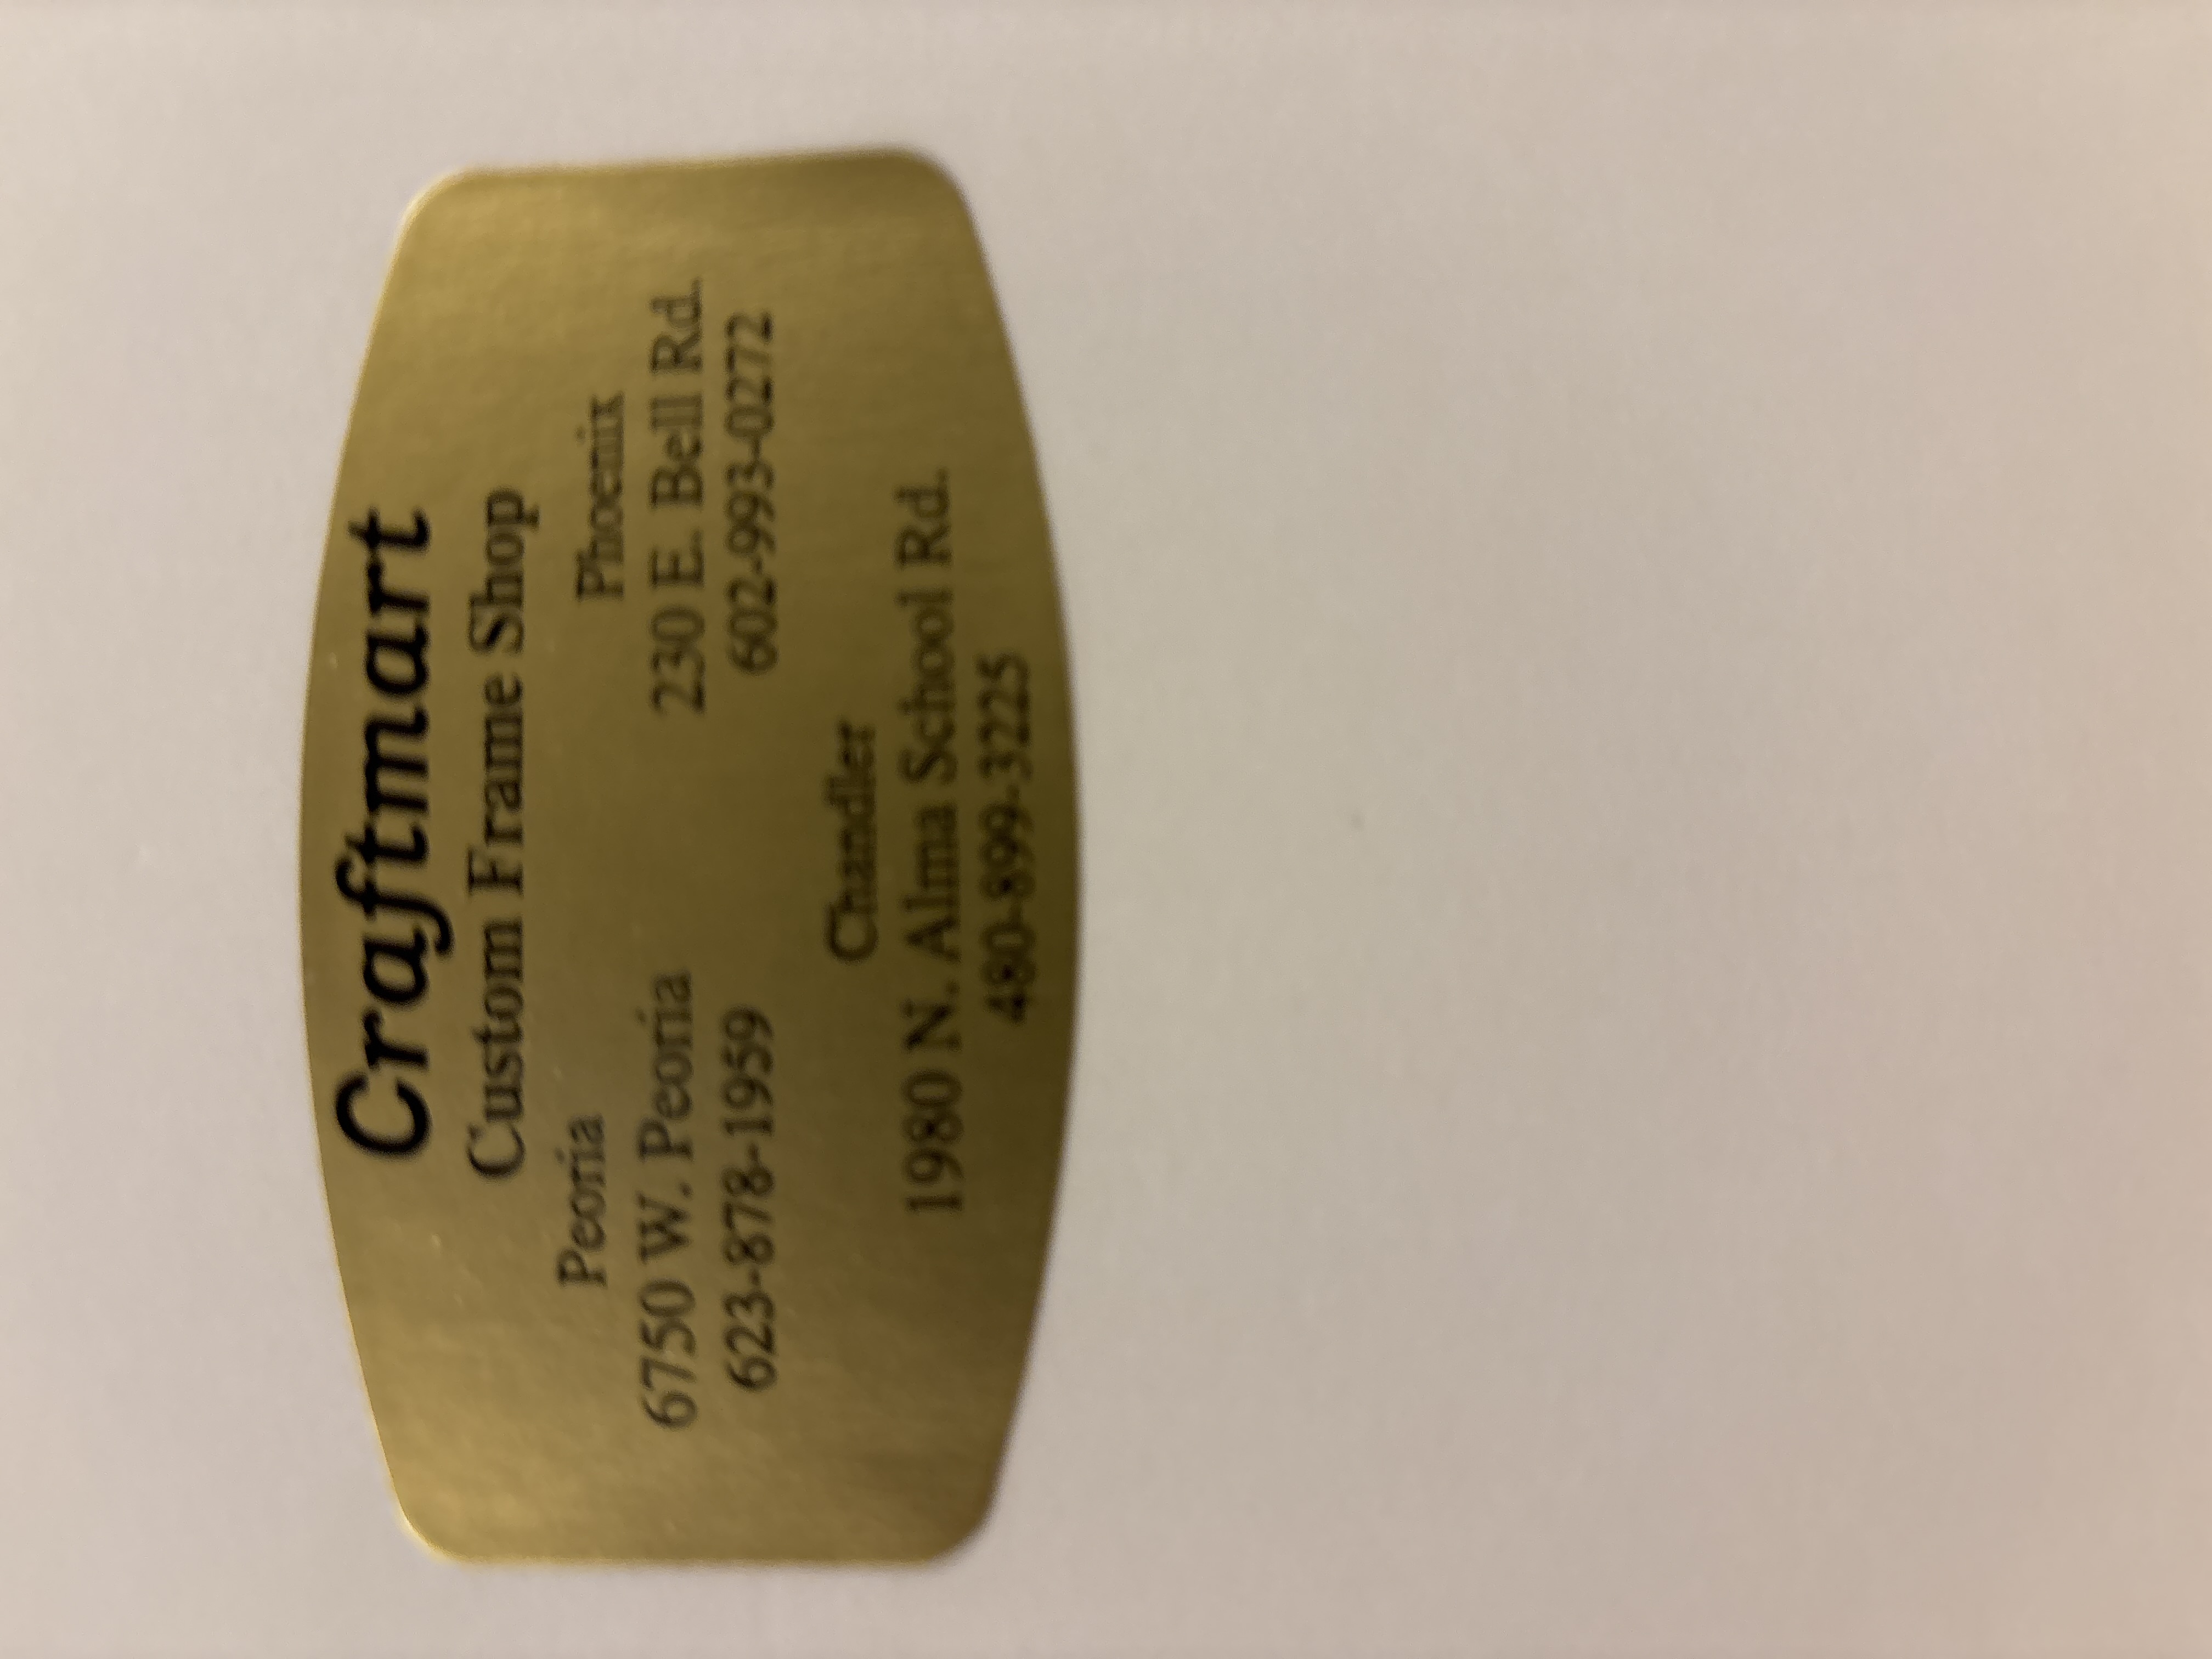 Craftmart
Custom Frame Shop
Peoria
6750 W. Peoria
623-878-1959
Phoenix
230 E. Bell Rd.
602-993-0272
Chandler
1980 N. Alma School Rd.
480-899-3225